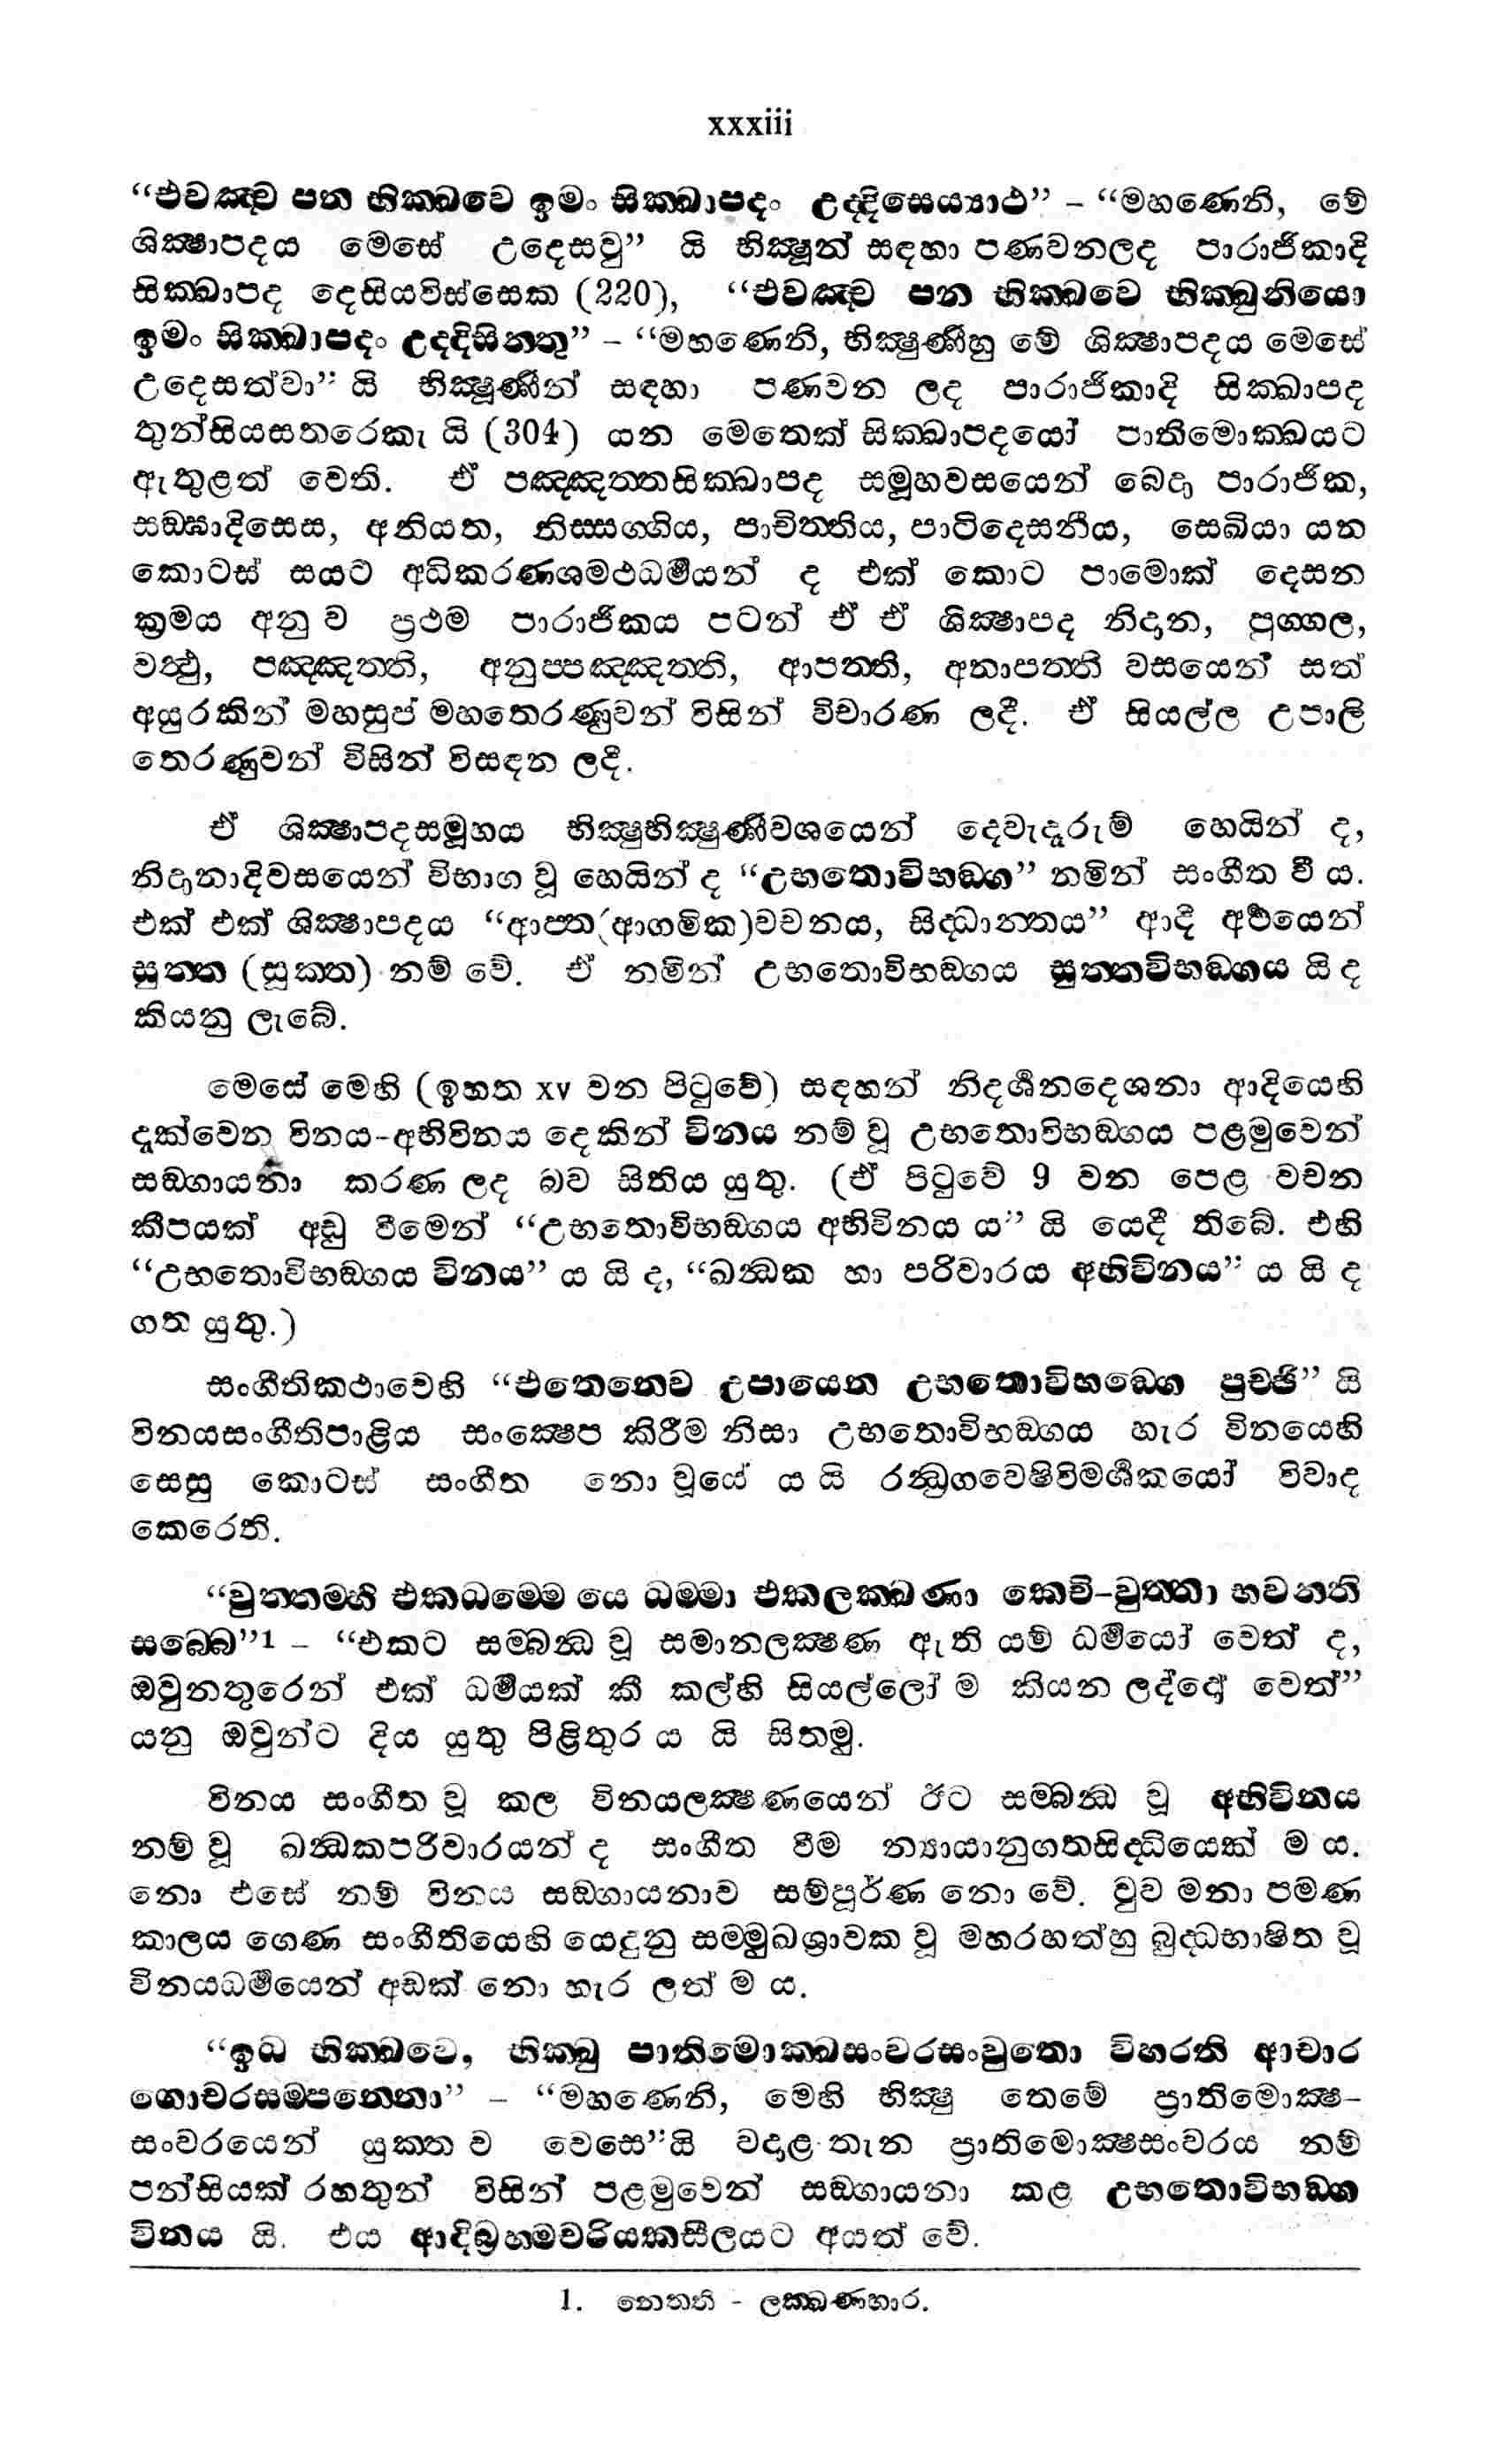 xxxiii
“එවඤ්ච පන භික්ඛවෙ ඉමං සික්ඛාපදං උද්දිසෙය්‍යාථ” – “මහණෙනි, මේ
ශික්ෂාපදය මෙසේ උදෙසවු” යි භික්ෂූන් සඳහා පණවනලද පාරාජිකාදි
සික්ඛාපද දෙසියවිස්සෙක (220), “එවඤ්ච පන භික්ඛවෙ භික්ඛුනියො
ඉමං සික්ඛාපදං උද්දිසින්තු” – “මහණෙනි, භික්ෂුණීහු මේ ශික්ෂාපදය මෙසේ
උදෙසත්වා” යි භික්ෂූණීන් සඳහා පණවන ලද පාරාජිකාදි සික්ඛාපද
තුන්සියසතරෙකැ යි (304) යන මෙතෙක් සික්ඛාපදයෝ පාතිමොක්ඛයට
ඇතුළත් වෙති. ඒ පඤ්ඤත්තසික්ඛාපද සමූහවසයෙන් බෙදා පාරාජික,
සඞ්ඝාදිසෙස, අනියත, නිස්සග්ගිය, පාචිත්තිය, පාටිදෙසනීය, සෙඛියා යන
කොටස් සයට අධිකරණශමථධර්මයන් ද එක් කොට පාමොක් දෙසන
ක්‍රමය අනු ව ප්‍රථම පාරාජිකය පටන් ඒ ඒ ශික්ෂාපද නිදාන, පුග්ගල,
වත්ථු, පඤ්ඤත්ති, අනුප්පඤ්ඤත්ති, ආපත්ති, අනාපත්ති වසයෙන් සත්
අයුරකින් මහසුප් මහතෙරණුවන් විසින් විචාරණ ලදී. ඒ සියල්ල උපාලි
තෙරණුවන් විසින් විසඳන ලදි.
ඒ ශික්ෂාපදසමූහය භික්ෂුභික්ෂුණීවශයෙන් දෙවැදෑරුම් හෙයින් ද,
නිදානාදිවසයෙන් විභාග වූ හෙයින් ද “උභතොවිභඞ්ග” නමින් සංගීත වී ය.
එක් එක් ශික්ෂාපදය “ආප්ත(ආගමික)වචනය, සිද්ධාන්තය” ආදි අර්ථයෙන්
සුත්ත (සුක්ත) නම් වේ. ඒ නමින් උභතොවිභඞ්ගය සුත්තවිභඞ්ගය යි ද
කියනු ලැබේ.
මෙසේ මෙහි (ඉහත xv වන පිටුවේ) සඳහන් නිදර්ශනදෙශනා ආදියෙහි
දැක්වෙන විනය-අභිවිනය දෙකින් විනය නම් වූ උභතොවිභඞ්ගය පළමුවෙන්
සඞ්ගායනා කරණ ලද බව සිතිය යුතු. (ඒ පිටුවේ 9 වන පෙළ වචන
කීපයක් අඩු වීමෙන් “උභතොවිභඞ්ගය අභිවිනය ය” යි යෙදී තිබේ. එහි
“උභතොවිභඞ්ගය විනය” ය යි ද, “ඛන්ධක හා පරිවාරය අභිවිනය” ය යි ද
ගත යුතු.)
සංගීතිකථාවෙහි “එතෙනෙව උපායෙන උභතොවිභඞ්ගෙ පුච්ඡි” යි
විනයසංගීතිපාළිය සංක්ෂෙප කිරීම නිසා උභතොවිභඞ්ගය හැර විනයෙහි
සෙසු කොටස් සංගීත නො වූයේ ය යි රන්ධ්‍රගවෙෂිවිමර්ශකයෝ විවාද
කෙරෙති.
“වුත්තම්හි එකධම්මෙ යෙ ධම්මා එකලක්ඛණා කෙචි-වුත්තා භවන්ති
සබ්බෙ”1 – “එකට සම්බන්ධ වූ සමානලක්ෂණ ඇති යම් ධර්මයෝ වෙත් ද,
ඔවුනතුරෙන් එක් ධර්මයක් කී කල්හි සියල්ලෝ ම කියන ලද්දෝ වෙත්”
යනු ඔවුන්ට දිය යුතු පිළිතුර ය යි සිතමු.
විනය සංගීත වූ කල විනයලක්ෂණයෙන් ඊට සම්බන්ධ වූ අභිවිනය
නම් වූ ඛන්ධකපරිවාරයන් ද සංගීත වීම න්‍යායානුගතසිද්ධියෙක් ම ය.
නො එසේ නම් විනය සඞ්ගායනාව සම්පූර්ණ නො වේ. වුව මනා පමණ
කාලය ගෙණ සංගීතියෙහි යෙදුනු සම්මුඛශ්‍රාවක වූ මහරහත්හු බුද්ධභාෂිත වූ
විනයධර්මයෙන් අඩක් නො හැර ලත් ම ය.
“ඉධ භික්ඛවෙ, භික්ඛු පාතිමොක්ඛසංවරසංවුතො විහරති ආචාර
ගොචරසම්පන්නො” – “මහණෙනි, මෙහි භික්ෂු තෙමේ ප්‍රාතිමොක්ෂ-
සංවරයෙන් යුක්ත ව වෙසෙ”යි වදාළ තැන ප්‍රාතිමොක්ෂසංවරය නම්
පන්සියක් රහතුන් විසින් පළමුවෙන් සඞ්ගායනා කළ උභතොවිභඞ්ග
විනය යි. එය ආදිබ්‍රහ්මචරියකසීලයට අයත් වේ.
1. නෙත්ති - ලක්ඛණහාර.